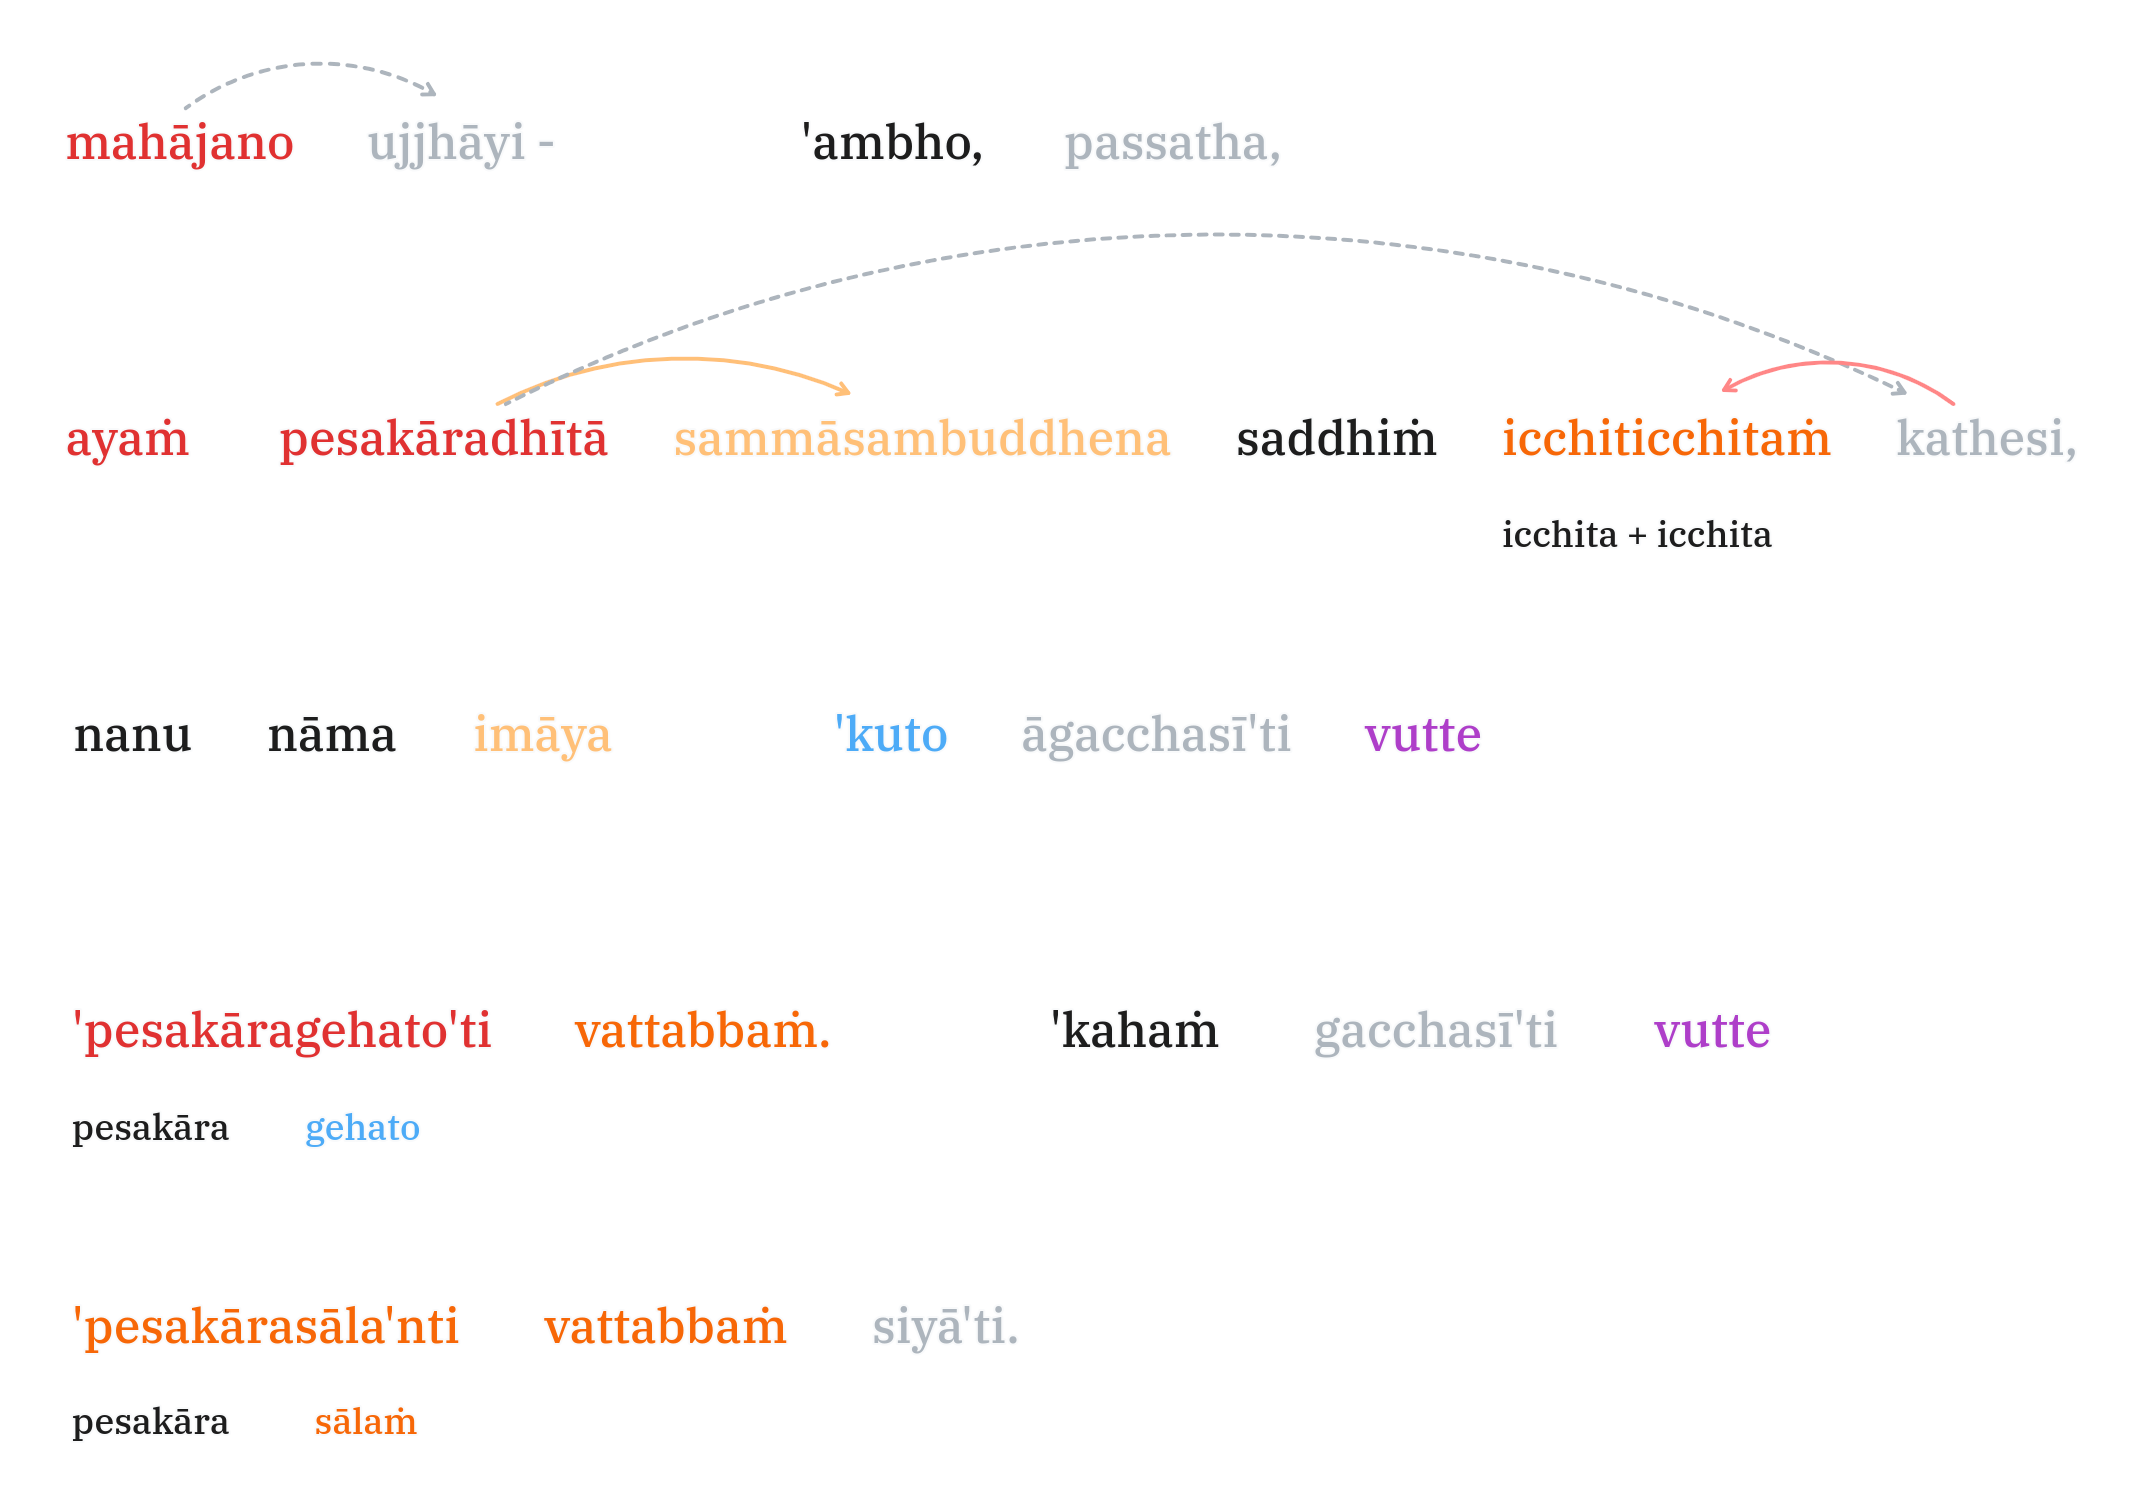 mahājano ujjhāyi - 'ambho, passatha,
ayaṁ pesakāradhītā sammāsambuddhena saddhiṁ icchiticchitaṁ kathesi,
icchita + icchita
nanu nāma imāya 'kuto āgacchasī'ti vutte
'pesakāragehato'ti vattabbaṁ. 'kahaṁ gacchasī'ti vutte
pesakāra gehato
'pesakārasāla'nti vattabbaṁ siyā'ti.
pesakāra sālaṁ